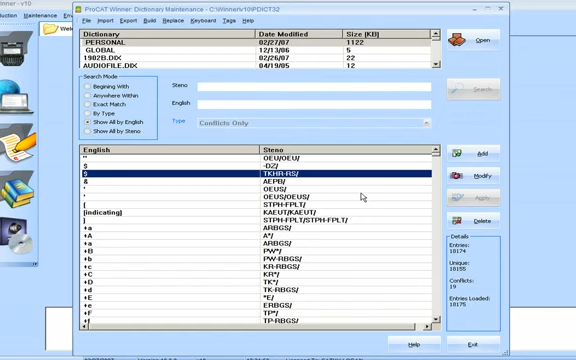 - v10
ProCAT Winner: Dictionary Maintenance - C:\Winner\v10\PDICT32
Maintenance
File Import Export Build Replace Keyboard Tags Help
Dictionary Date Modified Size (KB)
PERSONAL 02/27/07 1122
GLOBAL 12/13/06 5
1902B.DIX 02/26/07 22
AUDIOFILE.DIX 04/19/05 12
Open
Search Mode
Begining With
Anywhere Within
Exact Match
By Type
Show All by English
Show All by Steno
Steno
English
Type Conflicts Only
Search
English Steno
" OEU/OEU/
$ -DZ/
$ TKHR-RS/
& AEPB/
' OEUS/
' OEUS/OEUS/
[ STPH-FPLT/
[indicating] KAEUT/KAEUT/
] STPH-FPLT/STPH-FPLT/
+a ARBGS/
+A A*/
+a ARBGS/
+B PW*/
+b PW-RBGS/
+c KR-RBGS/
+C KR*/
+D TK*/
+d TK-RBGS/
+E *E/
+e ERBGS/
+F TP*/
+f TP-RBGS/
Add
Modify
Apply
Delete
Details
Entries:
18174
Unique:
18155
Conflicts:
19
Entries Loaded:
18175
Help Exit